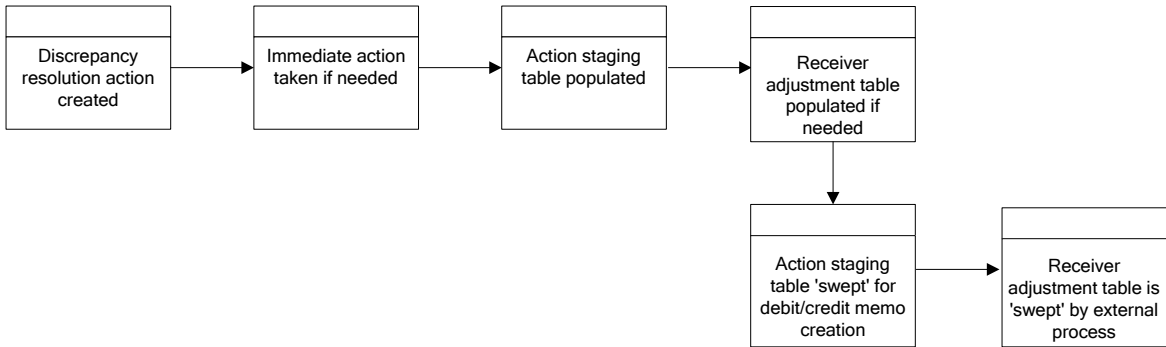 Discrepancy
resolution action
created
Immediate action
taken if needed
Action staging
table populated
Receiver
adjustment table
populated if
needed
Action staging
table 'swept' for
debit/credit memo
creation
Receiver
adjustment table is
'swept' by external
process